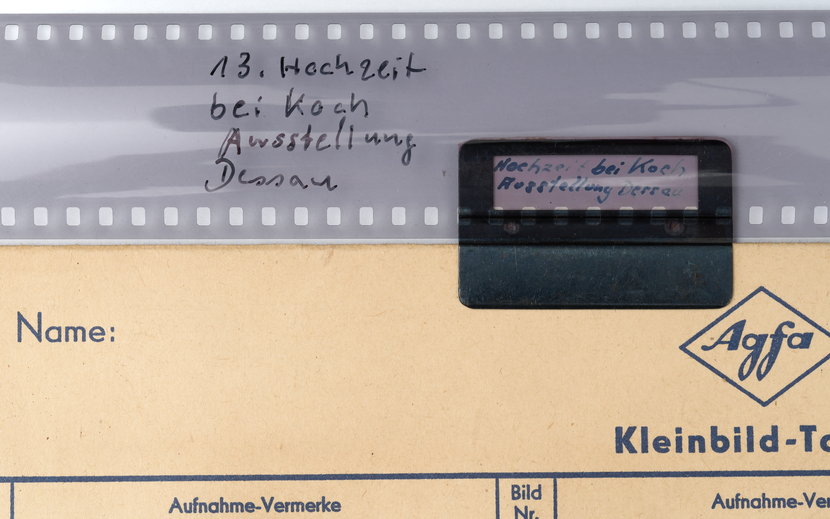 13. Hochzeit
bei Koch
Ausstellung
Dessau
Hochzeit bei Koch
Ausstellung Dessau
Name:
Agfa
Kleinbild-Ta
Aufnahme-Vermerke
Bild
Nr.
Aufnahme-Ver